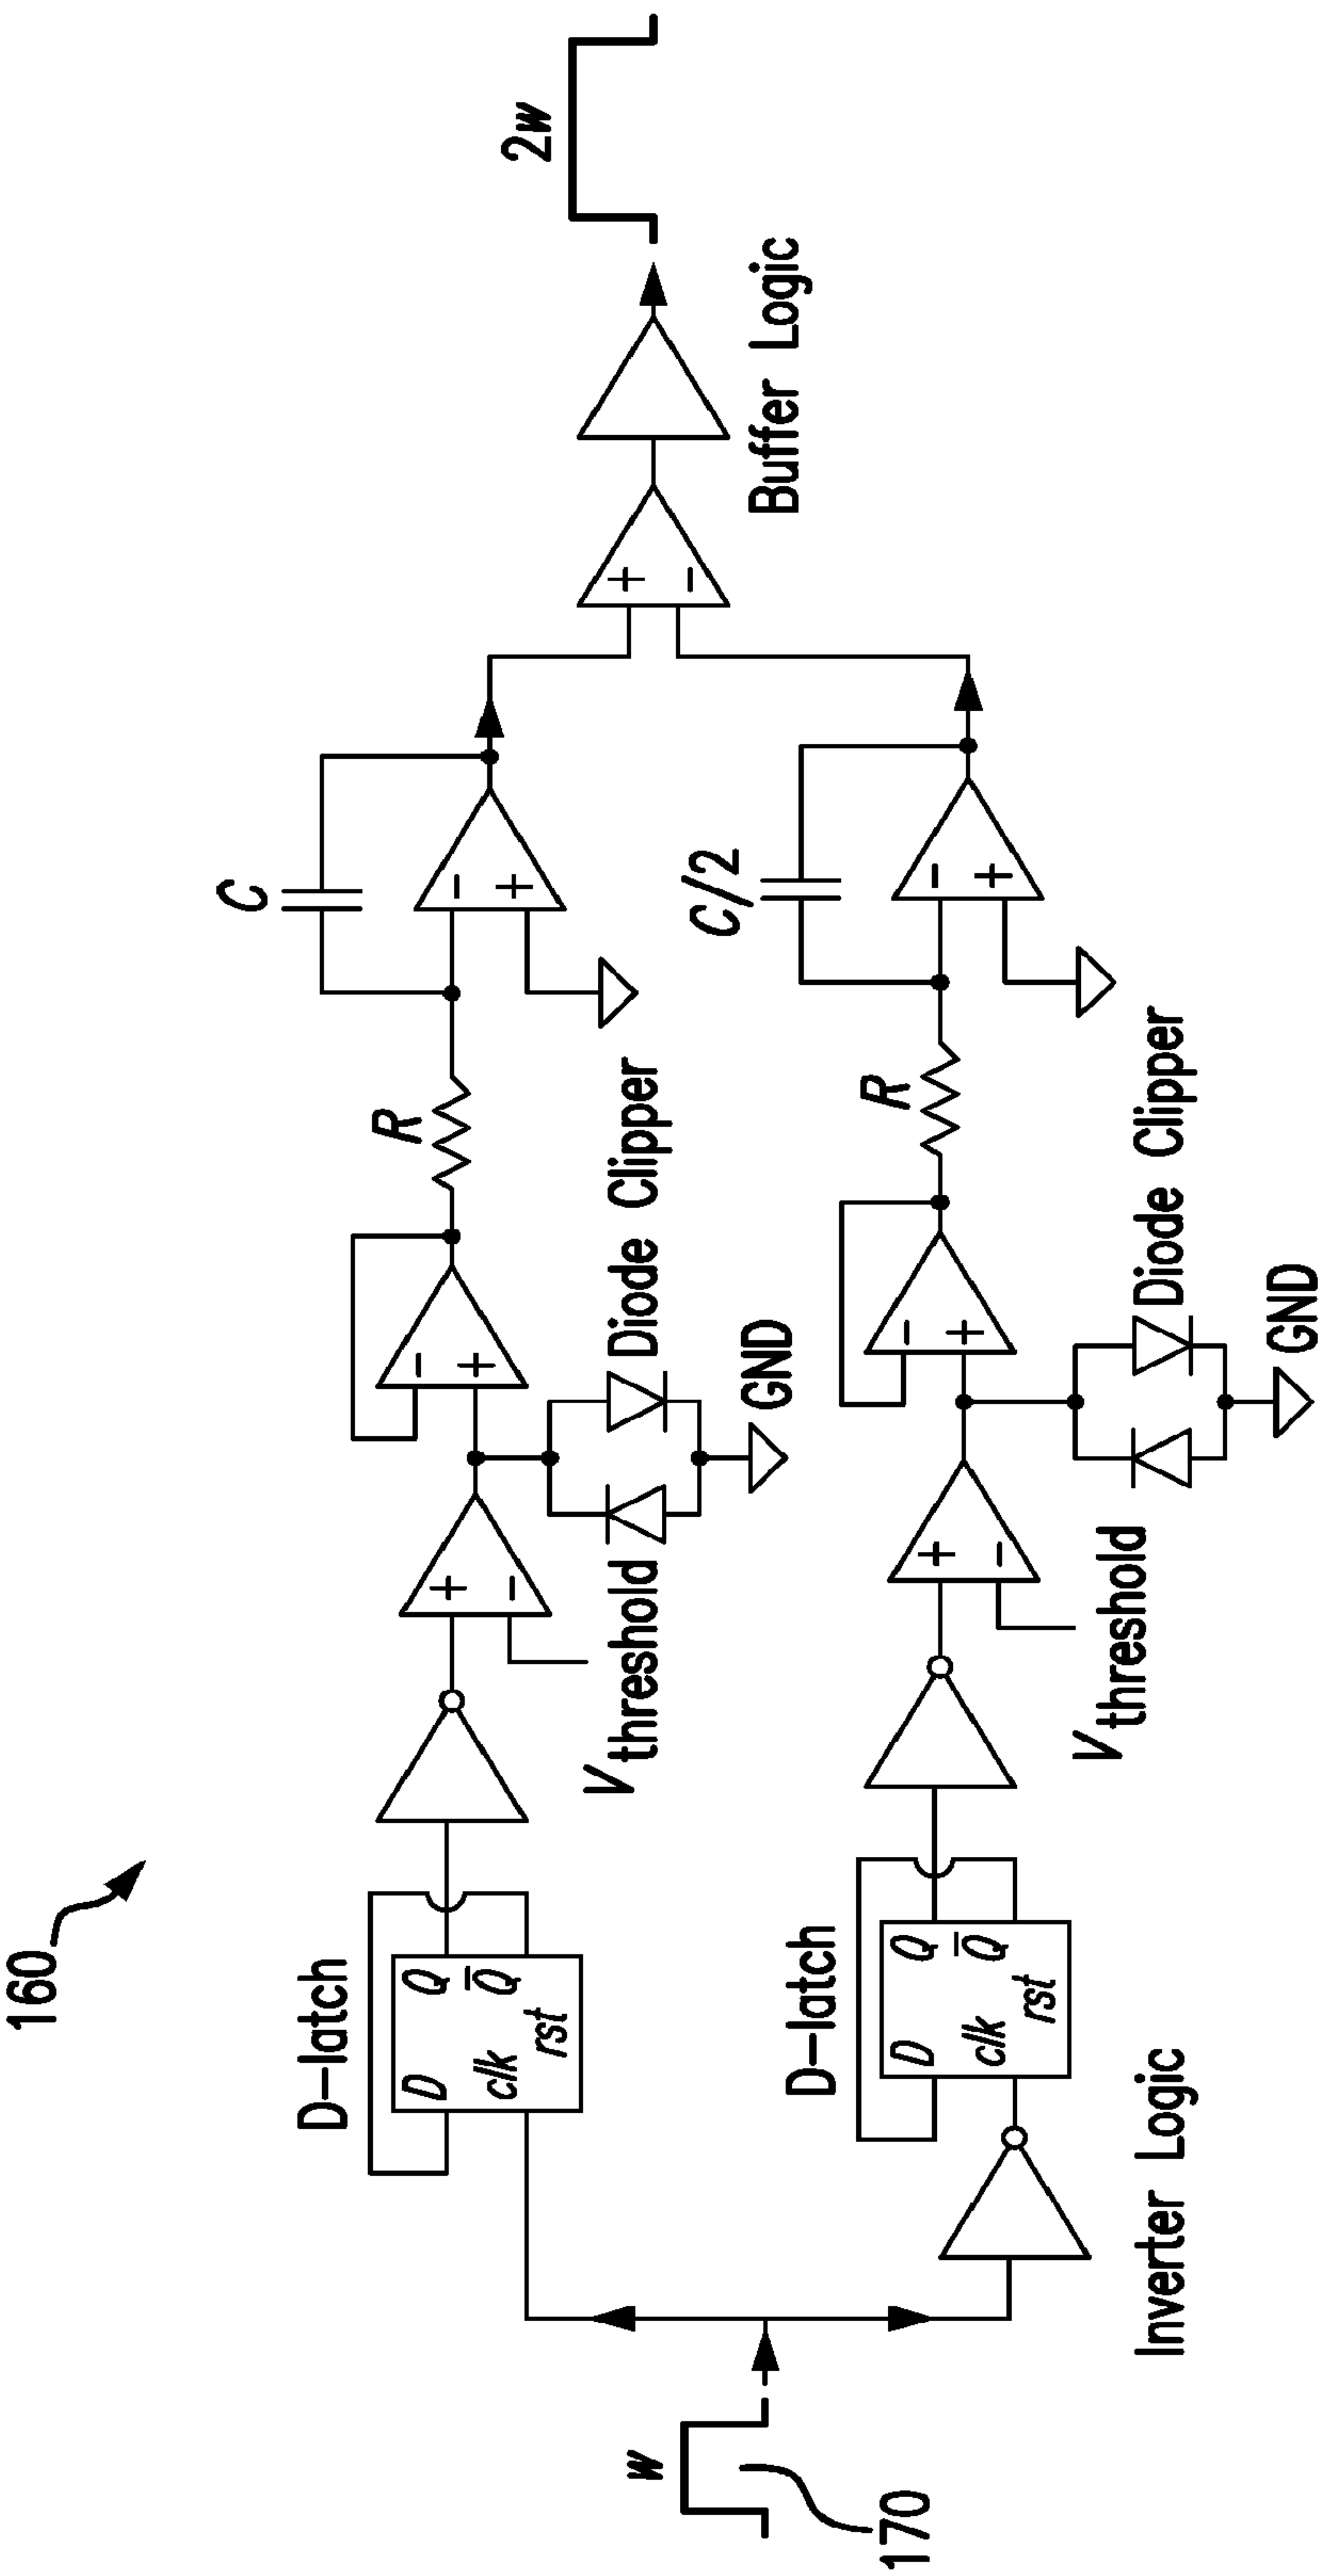 160
w
170
D-latch
D
Q
clk
Q̅
rst
Vthreshold
Diode Clipper
GND
R
C
-
+
+
-
-
+
Inverter Logic
D-latch
D
Q
clk
Q̅
rst
Vthreshold
Diode Clipper
GND
R
C/2
+
-
-
+
-
+
+
-
Buffer Logic
2w